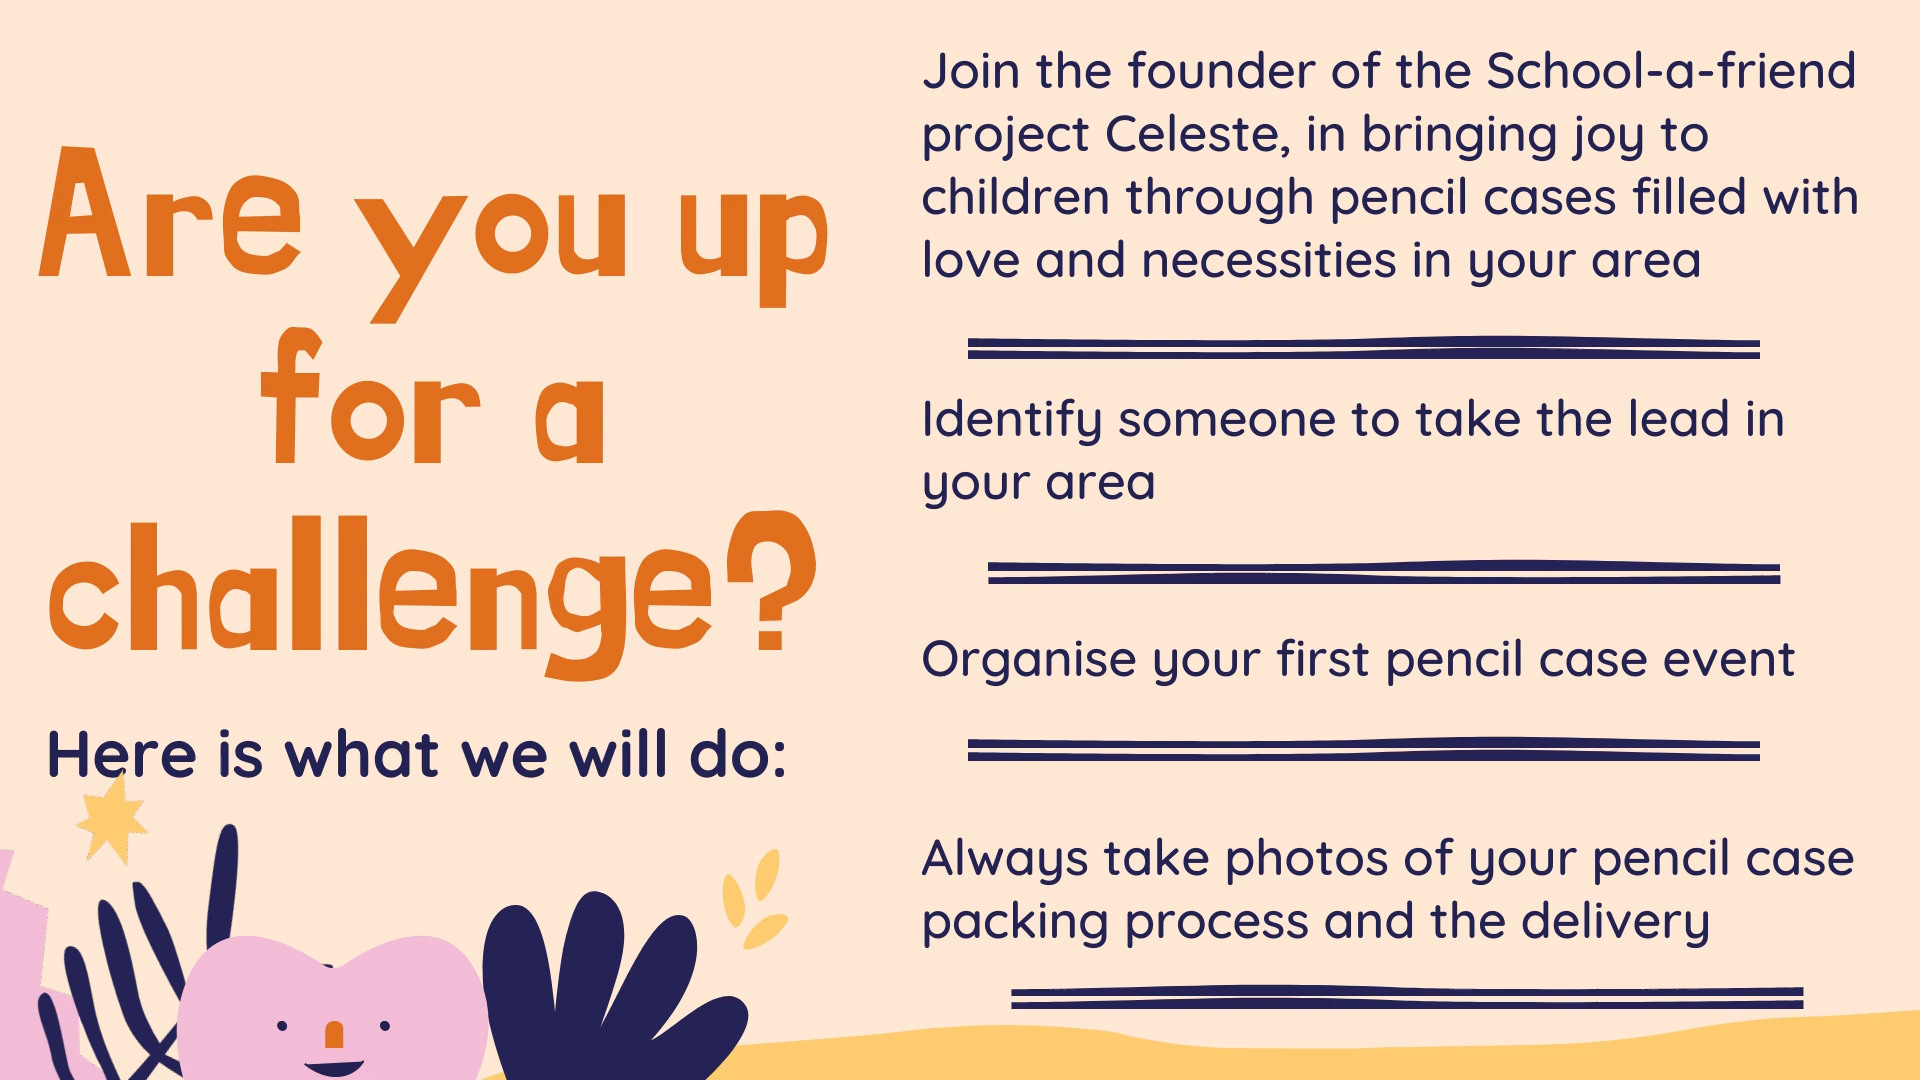 Are you up
for a
challenge?
Here is what we will do:
Join the founder of the School-a-friend
project Celeste, in bringing joy to
children through pencil cases filled with
love and necessities in your area
Identify someone to take the lead in
your area
Organise your first pencil case event
Always take photos of your pencil case
packing process and the delivery